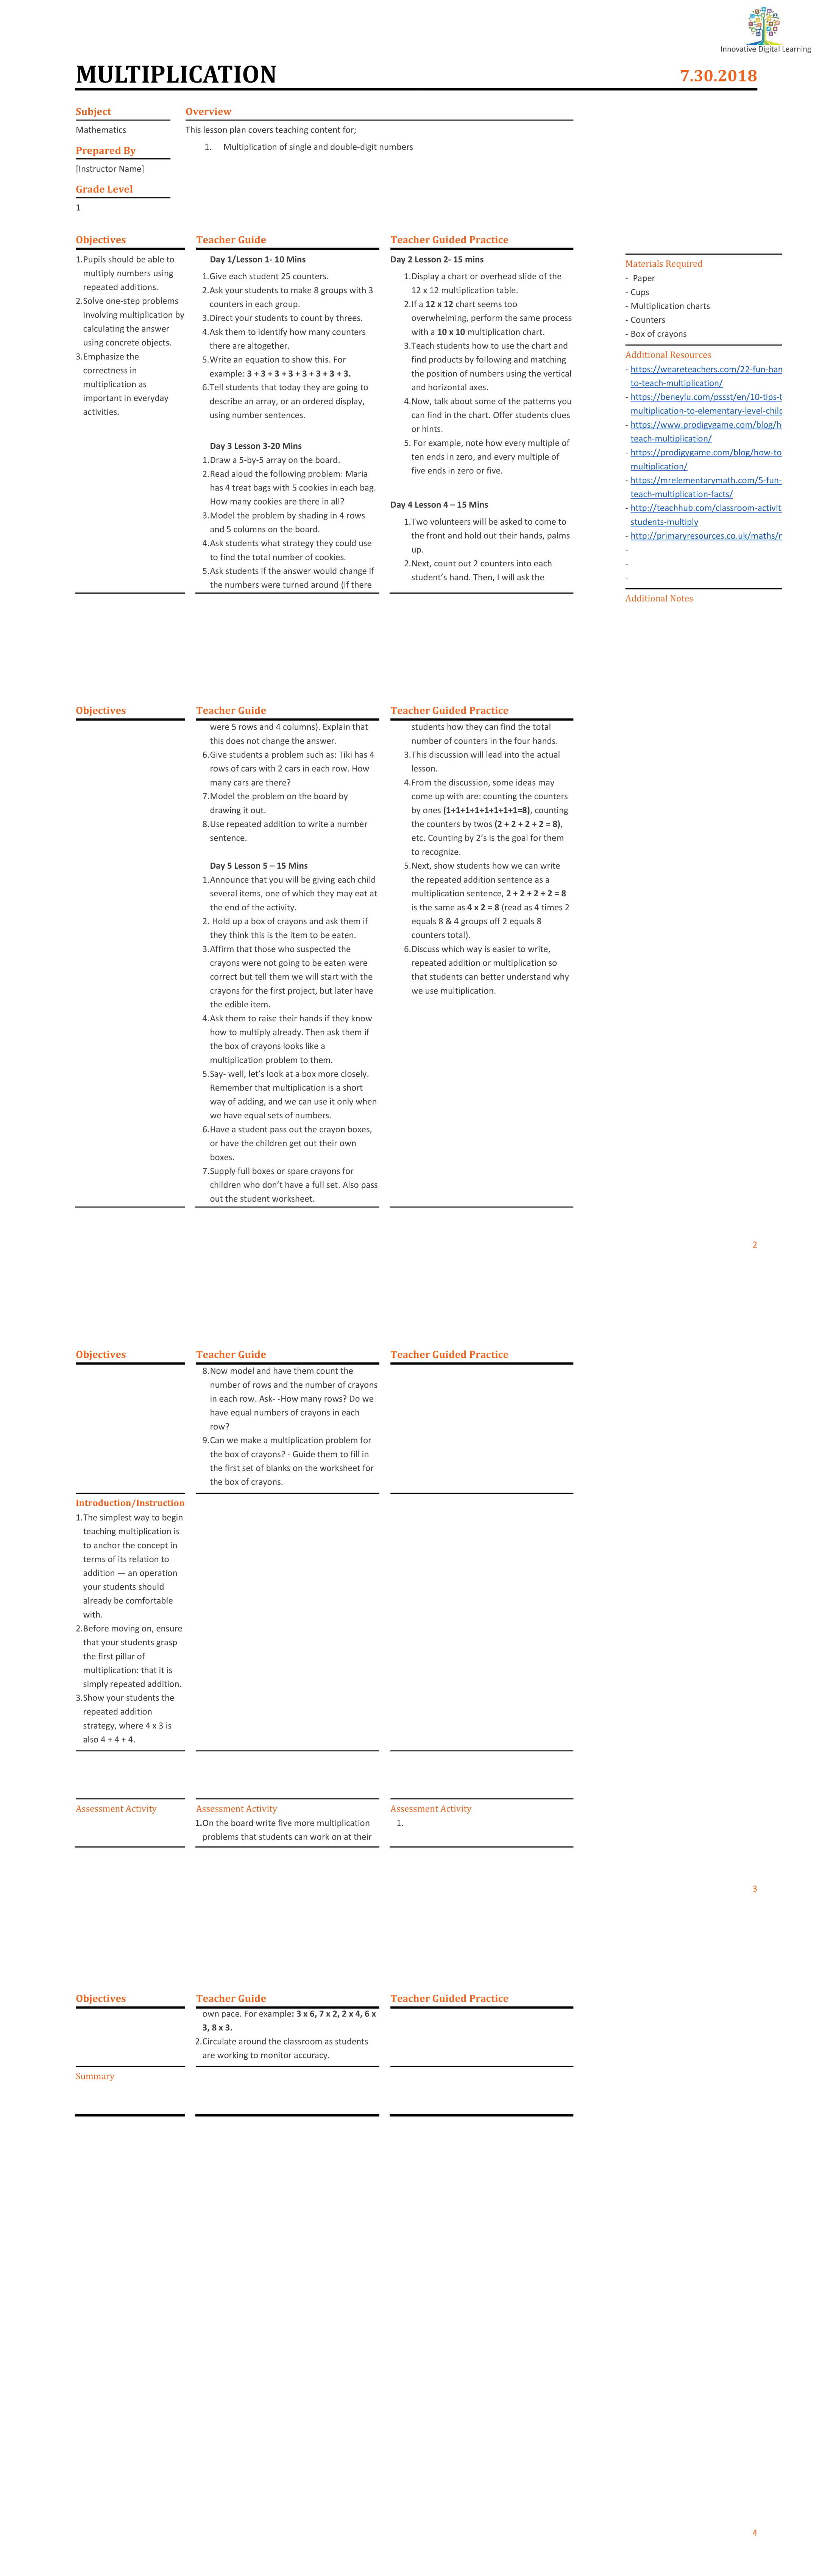 Innovative Digital Learning
MULTIPLICATION
7.30.2018
Subject
Mathematics
Prepared By
[Instructor Name]
Grade Level
1
Overview
This lesson plan covers teaching content for;
1. Multiplication of single and double-digit numbers
Objectives
1.Pupils should be able to
multiply numbers using
repeated additions.
2.Solve one-step problems
involving multiplication by
calculating the answer
using concrete objects.
3.Emphasize the
correctness in
multiplication as
important in everyday
activities.
Teacher Guide
Day 1/Lesson 1- 10 Mins
1.Give each student 25 counters.
2.Ask your students to make 8 groups with 3
counters in each group.
3.Direct your students to count by threes.
4.Ask them to identify how many counters
there are altogether.
5.Write an equation to show this. For
example: 3 + 3 + 3 + 3 + 3 + 3 + 3 + 3.
6.Tell students that today they are going to
describe an array, or an ordered display,
using number sentences.
Day 3 Lesson 3-20 Mins
1.Draw a 5-by-5 array on the board.
2.Read aloud the following problem: Maria
has 4 treat bags with 5 cookies in each bag.
How many cookies are there in all?
3.Model the problem by shading in 4 rows
and 5 columns on the board.
4.Ask students what strategy they could use
to find the total number of cookies.
5.Ask students if the answer would change if
the numbers were turned around (if there
Teacher Guided Practice
Day 2 Lesson 2- 15 mins
1.Display a chart or overhead slide of the
12 x 12 multiplication table.
2.If a 12 x 12 chart seems too
overwhelming, perform the same process
with a 10 x 10 multiplication chart.
3.Teach students how to use the chart and
find products by following and matching
the position of numbers using the vertical
and horizontal axes.
4.Now, talk about some of the patterns you
can find in the chart. Offer students clues
or hints.
5. For example, note how every multiple of
ten ends in zero, and every multiple of
five ends in zero or five.
Day 4 Lesson 4 – 15 Mins
1.Two volunteers will be asked to come to
the front and hold out their hands, palms
up.
2.Next, count out 2 counters into each
student's hand. Then, I will ask the
Materials Required
- Paper
- Cups
- Multiplication charts
- Counters
- Box of crayons
Additional Resources
- https://weareteachers.com/22-fun-han
to-teach-multiplication/
- https://beneylu.com/pssst/en/10-tips-t
multiplication-to-elementary-level-chilc
- https://www.prodigygame.com/blog/h
teach-multiplication/
- https://prodigygame.com/blog/how-to
multiplication/
- https://mrelementarymath.com/5-fun-
teach-multiplication-facts/
- http://teachhub.com/classroom-activit
students-multiply
- http://primaryresources.co.uk/maths/r
-
-
-
Additional Notes
Objectives
Teacher Guide
were 5 rows and 4 columns). Explain that
this does not change the answer.
6.Give students a problem such as: Tiki has 4
rows of cars with 2 cars in each row. How
many cars are there?
7.Model the problem on the board by
drawing it out.
8.Use repeated addition to write a number
sentence.
Day 5 Lesson 5 – 15 Mins
1.Announce that you will be giving each child
several items, one of which they may eat at
the end of the activity.
2. Hold up a box of crayons and ask them if
they think this is the item to be eaten.
3.Affirm that those who suspected the
crayons were not going to be eaten were
correct but tell them we will start with the
crayons for the first project, but later have
the edible item.
4.Ask them to raise their hands if they know
how to multiply already. Then ask them if
the box of crayons looks like a
multiplication problem to them.
5.Say- well, let's look at a box more closely.
Remember that multiplication is a short
way of adding, and we can use it only when
we have equal sets of numbers.
6.Have a student pass out the crayon boxes,
or have the children get out their own
boxes.
7.Supply full boxes or spare crayons for
children who don't have a full set. Also pass
out the student worksheet.
Teacher Guided Practice
students how they can find the total
number of counters in the four hands.
3.This discussion will lead into the actual
lesson.
4.From the discussion, some ideas may
come up with are: counting the counters
by ones (1+1+1+1+1+1+1+1=8), counting
the counters by twos (2 + 2 + 2 + 2 = 8),
etc. Counting by 2's is the goal for them
to recognize.
5.Next, show students how we can write
the repeated addition sentence as a
multiplication sentence, 2 + 2 + 2 + 2 = 8
is the same as 4 x 2 = 8 (read as 4 times 2
equals 8 & 4 groups off 2 equals 8
counters total).
6.Discuss which way is easier to write,
repeated addition or multiplication so
that students can better understand why
we use multiplication.
2
Objectives
Teacher Guide
Teacher Guided Practice
8.Now model and have them count the
number of rows and the number of crayons
in each row. Ask- -How many rows? Do we
have equal numbers of crayons in each
row?
9.Can we make a multiplication problem for
the box of crayons? - Guide them to fill in
the first set of blanks on the worksheet for
the box of crayons.
Introduction/Instruction
1.The simplest way to begin
teaching multiplication is
to anchor the concept in
terms of its relation to
addition — an operation
your students should
already be comfortable
with.
2.Before moving on, ensure
that your students grasp
the first pillar of
multiplication: that it is
simply repeated addition.
3.Show your students the
repeated addition
strategy, where 4 x 3 is
also 4 + 4 + 4.
Assessment Activity
Assessment Activity
1.On the board write five more multiplication
problems that students can work on at their
Assessment Activity
1.
3
Objectives
Teacher Guide
Teacher Guided Practice
own pace. For example: 3 x 6, 7 x 2, 2 x 4, 6 x
3, 8 x 3.
2.Circulate around the classroom as students
are working to monitor accuracy.
Summary
4